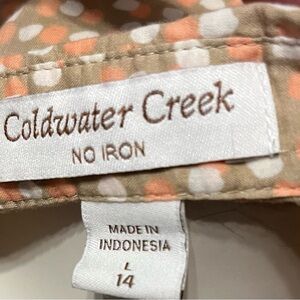 Coldwater Creek
NO IRON
MADE IN
INDONESIA
L
14